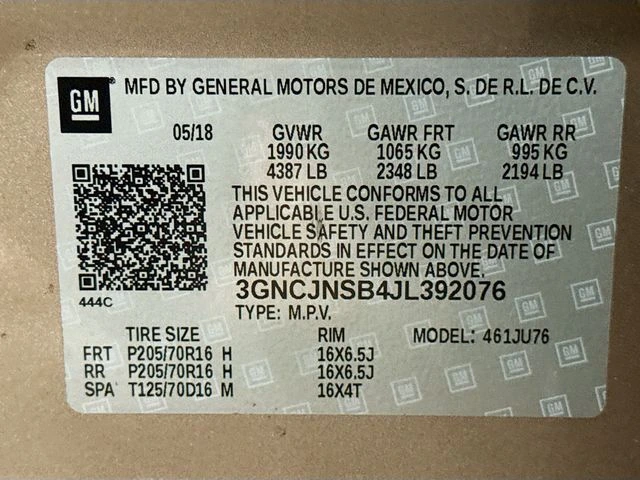 GM MFD BY GENERAL MOTORS DE MEXICO, S. DE R.L. DE C.V.
05/18 GVWR GAWR FRT GAWR RR
1990 KG 1065 KG 995 KG
4387 LB 2348 LB 2194 LB
THIS VEHICLE CONFORMS TO ALL
APPLICABLE U.S. FEDERAL MOTOR
VEHICLE SAFETY AND THEFT PREVENTION
STANDARDS IN EFFECT ON THE DATE OF
MANUFACTURE SHOWN ABOVE.
444C 3GNCJNSB4JL392076
TYPE: M.P.V.
TIRE SIZE RIM MODEL: 461JU76
FRT P205/70R16 H 16X6.5J
RR P205/70R16 H 16X6.5J
SPA T125/70D16 M 16X4T